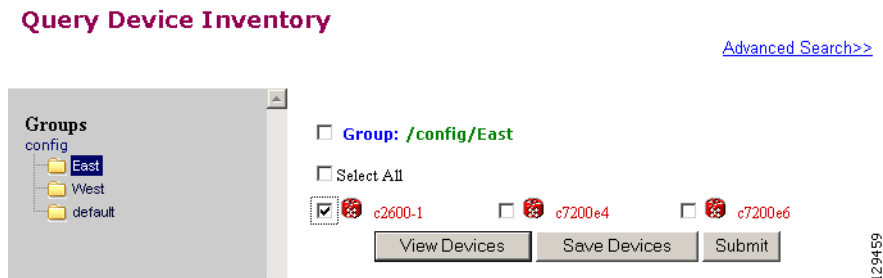 Query Device Inventory
Advanced Search>>
Groups
config
East
West
default
Group: /config/East
Select All
c2600-1 c7200e4 c7200e6
View Devices Save Devices Submit
129459